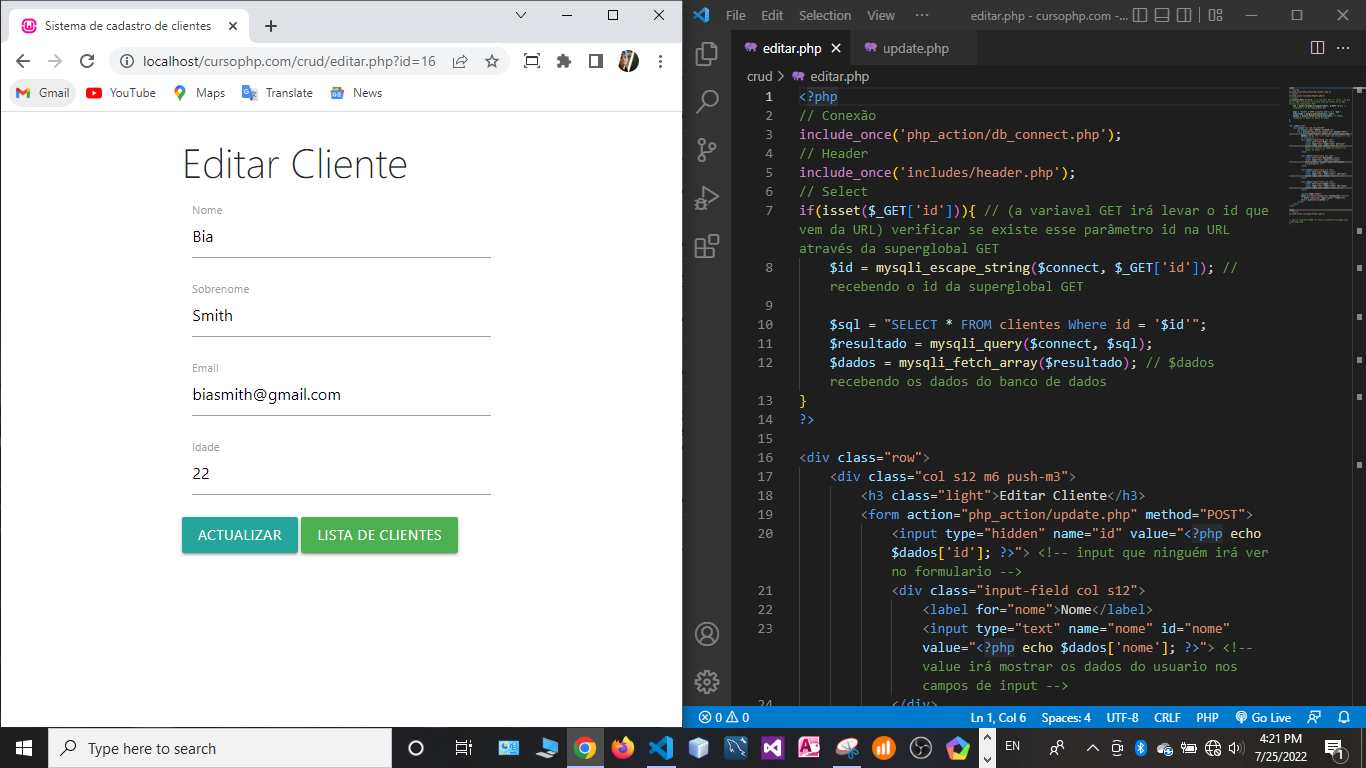 Sistema de cadastro de clientes
localhost/cursophp.com/crud/editar.php?id=16
Gmail
YouTube
Maps
Translate
News
Editar Cliente
Nome
Bia
Sobrenome
Smith
Email
biasmith@gmail.com
Idade
22
ACTUALIZAR
LISTA DE CLIENTES
File Edit Selection View ··· editar.php - cursophp.com -...
editar.php
update.php
crud > editar.php
1 <?php
2 // Conexão
3 include_once('php_action/db_connect.php');
4 // Header
5 include_once('includes/header.php');
6 // Select
7 if(isset($_GET['id'])){ // (a variavel GET irá levar o id que
vem da URL) verificar se existe esse parâmetro id na URL
através da superglobal GET
8 $id = mysqli_escape_string($connect, $_GET['id']); //
recebendo o id da superglobal GET
9
10 $sql = "SELECT * FROM clientes Where id = '$id'";
11 $resultado = mysqli_query($connect, $sql);
12 $dados = mysqli_fetch_array($resultado); // $dados
recebendo os dados do banco de dados
13 }
14 ?>
15
16 <div class="row">
17 <div class="col s12 m6 push-m3">
18 <h3 class="light">Editar Cliente</h3>
19 <form action="php_action/update.php" method="POST">
20 <input type="hidden" name="id" value="<?php echo
$dados['id']; ?>"> <!-- input que ninguém irá ver
no formulario -->
21 <div class="input-field col s12">
22 <label for="nome">Nome</label>
23 <input type="text" name="nome" id="nome"
value="<?php echo $dados['nome']; ?>"> <!--
value irá mostrar os dados do usuario nos
campos de input -->
24 </div>
0 0 Ln 1, Col 6 Spaces: 4 UTF-8 CRLF PHP Go Live
Type here to search
EN
4:21 PM
7/25/2022
1